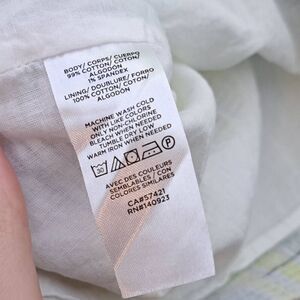 BODY/ CORPS/ CUERPO
99% COTTON/ COTON/
ALGODÓN
1% SPANDEX
LINING/ DOUBLURE/ FORRO
100% COTTON/ COTON/
ALGODÓN
MACHINE WASH COLD
WITH LIKE COLORS
ONLY NON-CHLORINE
BLEACH WHEN NEEDED
TUMBLE DRY LOW
WARM IRON WHEN NEEDED
30
AVEC DES COULEURS
SEMBLABLES / CON
COLORES SIMILARES
CA#57421
RN#140923